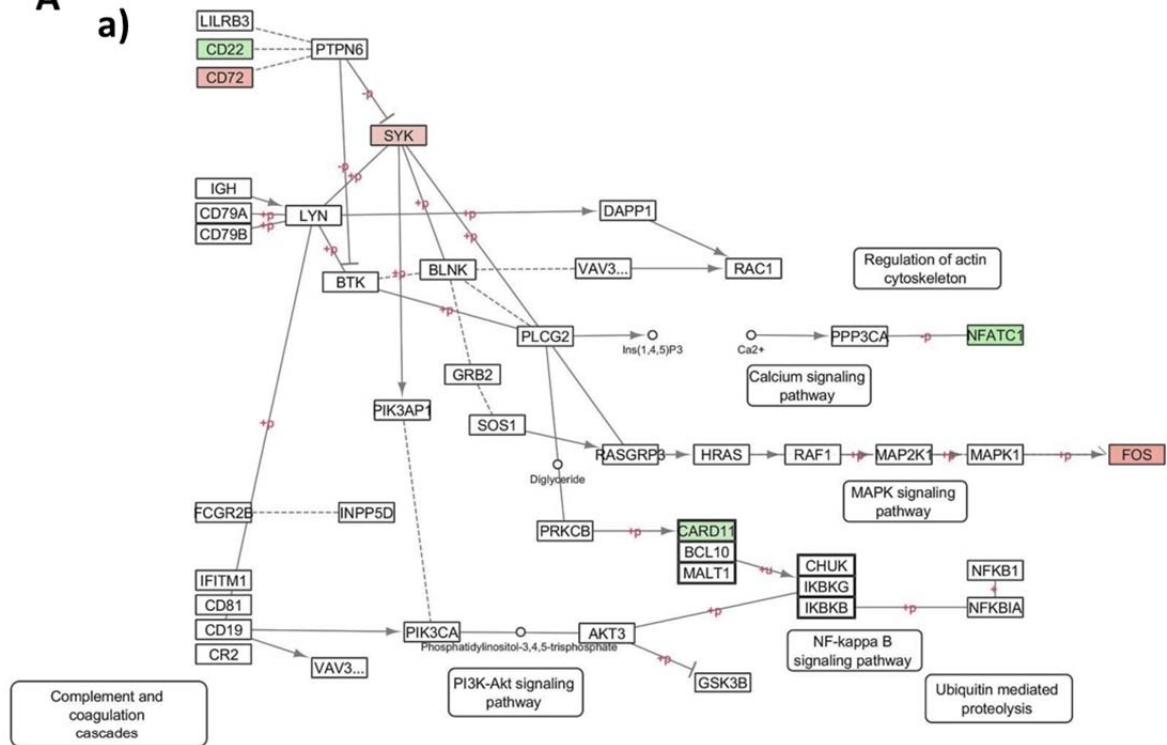 A
a)
LILRB3
CD22
PTPN6
CD72
-p
SYK
-p
+p
IGH
CD79A
+p
LYN
+p
+p
DAPP1
CD79B
+p
+p
+p
Regulation of actin
cytoskeleton
BTK
+p
BLNK
VAV3...
RAC1
+p
PLCG2
Ins(1,4,5)P3
Ca2+
PPP3CA
-p
NFATC1
Calcium signaling
pathway
GRB2
PIK3AP1
SOS1
+p
RASGRP3
HRAS
RAF1
+p
MAP2K1
+p
MAPK1
+p
FOS
Diglyceride
MAPK signaling
pathway
FCGR2B
INPP5D
PRKCB
+p
CARD11
BCL10
MALT1
+u
CHUK
IKBKG
IKBKB
+p
NFKB1
+
NFKBIA
IFITM1
CD81
CD19
CR2
VAV3...
PIK3CA
Phosphatidylinositol-3,4,5-trisphosphate
AKT3
+p
+p
GSK3B
NF-kappa B
signaling pathway
PI3K-Akt signaling
pathway
Ubiquitin mediated
proteolysis
Complement and
coagulation
cascades